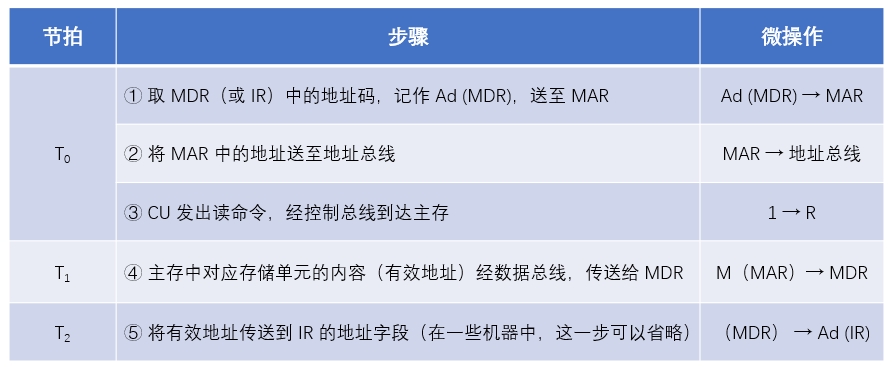 节拍 步骤 微操作
T₀ ① 取 MDR（或 IR）中的地址码，记作 Ad (MDR)，送至 MAR Ad (MDR) → MAR
② 将 MAR 中的地址送至地址总线 MAR → 地址总线
③ CU 发出读命令，经控制总线到达主存 1 → R
T₁ ④ 主存中对应存储单元的内容（有效地址）经数据总线，传送给 MDR M（MAR）→ MDR
T₂ ⑤ 将有效地址传送到 IR 的地址字段（在一些机器中，这一步可以省略） （MDR） → Ad (IR)